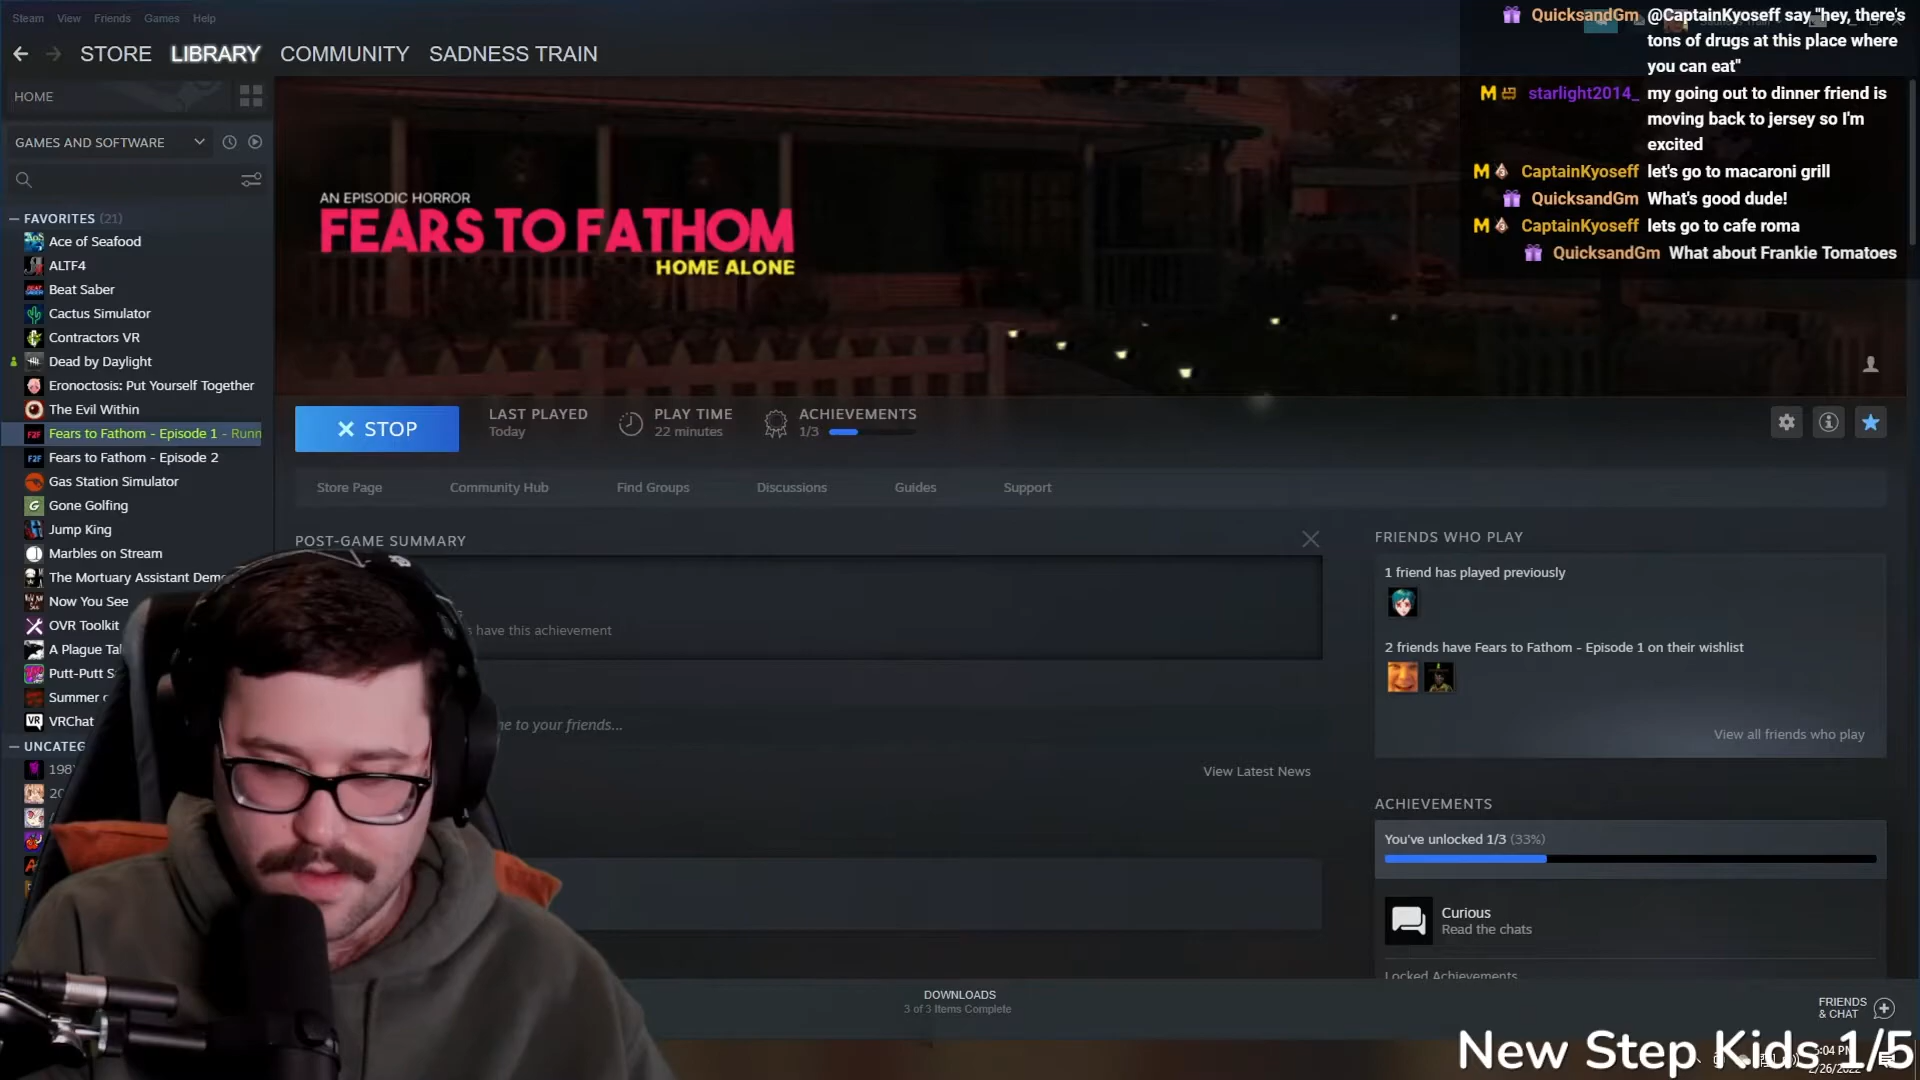 Steam View Friends Games Help
STORE LIBRARY COMMUNITY SADNESS TRAIN
HOME
GAMES AND SOFTWARE
FAVORITES (21)
Ace of Seafood
ALTF4
Beat Saber
Cactus Simulator
Contractors VR
Dead by Daylight
Eronoctosis: Put Yourself Together
The Evil Within
Fears to Fathom - Episode 1 - Runn
Fears to Fathom - Episode 2
Gas Station Simulator
Gone Golfing
Jump King
Marbles on Stream
The Mortuary Assistant Demo
Now You See
OVR Toolkit
A Plague Tal
Putt-Putt S
Summer
VRChat
UNCATEG
198
AN EPISODIC HORROR
FEARS TO FATHOM
HOME ALONE
STOP
LAST PLAYED
Today
PLAY TIME
22 minutes
ACHIEVEMENTS
1/3
Store Page Community Hub Find Groups Discussions Guides Support
POST-GAME SUMMARY
have this achievement
to your friends...
View Latest News
FRIENDS WHO PLAY
1 friend has played previously
2 friends have Fears to Fathom - Episode 1 on their wishlist
View all friends who play
ACHIEVEMENTS
You've unlocked 1/3 (33%)
Curious
Read the chats
Locked Achievements
DOWNLOADS
3 of 3 Items Complete
FRIENDS
& CHAT
QuicksandGm @CaptainKyoseff say "hey, there's
tons of drugs at this place where
you can eat"
starlight2014_ my going out to dinner friend is
moving back to jersey so I'm
excited
CaptainKyoseff let's go to macaroni grill
QuicksandGm What's good dude!
CaptainKyoseff lets go to cafe roma
QuicksandGm What about Frankie Tomatoes
New Step Kids 1/5